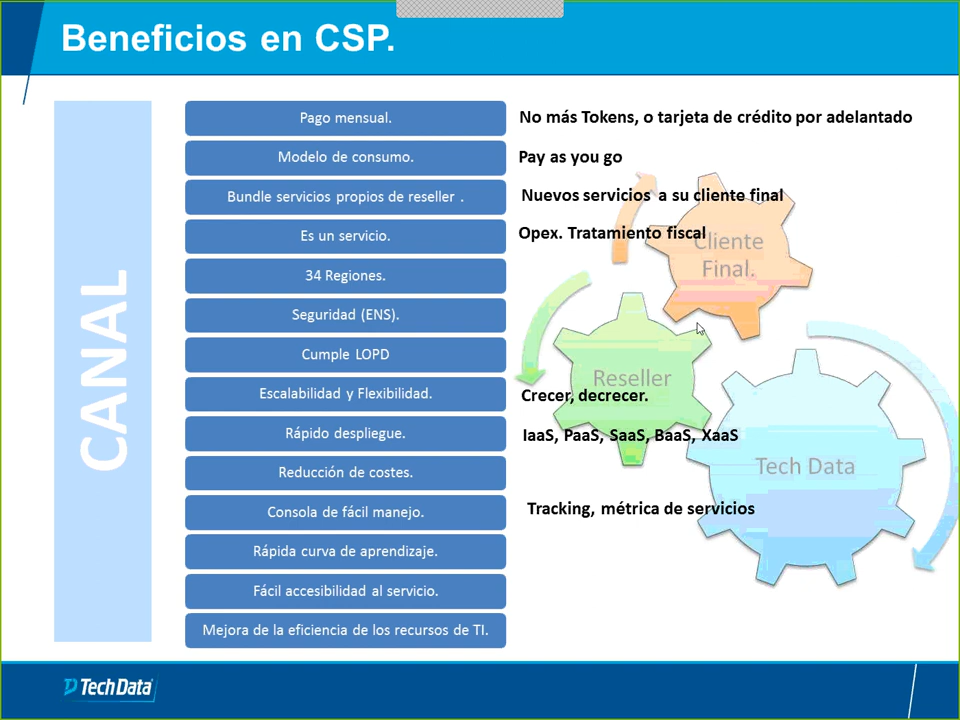 Beneficios en CSP.
CANAL
Pago mensual.
No más Tokens, o tarjeta de crédito por adelantado
Modelo de consumo.
Pay as you go
Bundle servicios propios de reseller .
Nuevos servicios a su cliente final
Es un servicio.
Opex. Tratamiento fiscal
Cliente
Final.
34 Regiones.
Seguridad (ENS).
Cumple LOPD
Reseller
Escalabilidad y Flexibilidad.
Crecer, decrecer.
Rápido despliegue.
IaaS, PaaS, SaaS, BaaS, XaaS
Tech Data
Reducción de costes.
Consola de fácil manejo.
Tracking, métrica de servicios
Rápida curva de aprendizaje.
Fácil accesibilidad al servicio.
Mejora de la eficiencia de los recursos de TI.
Tech Data